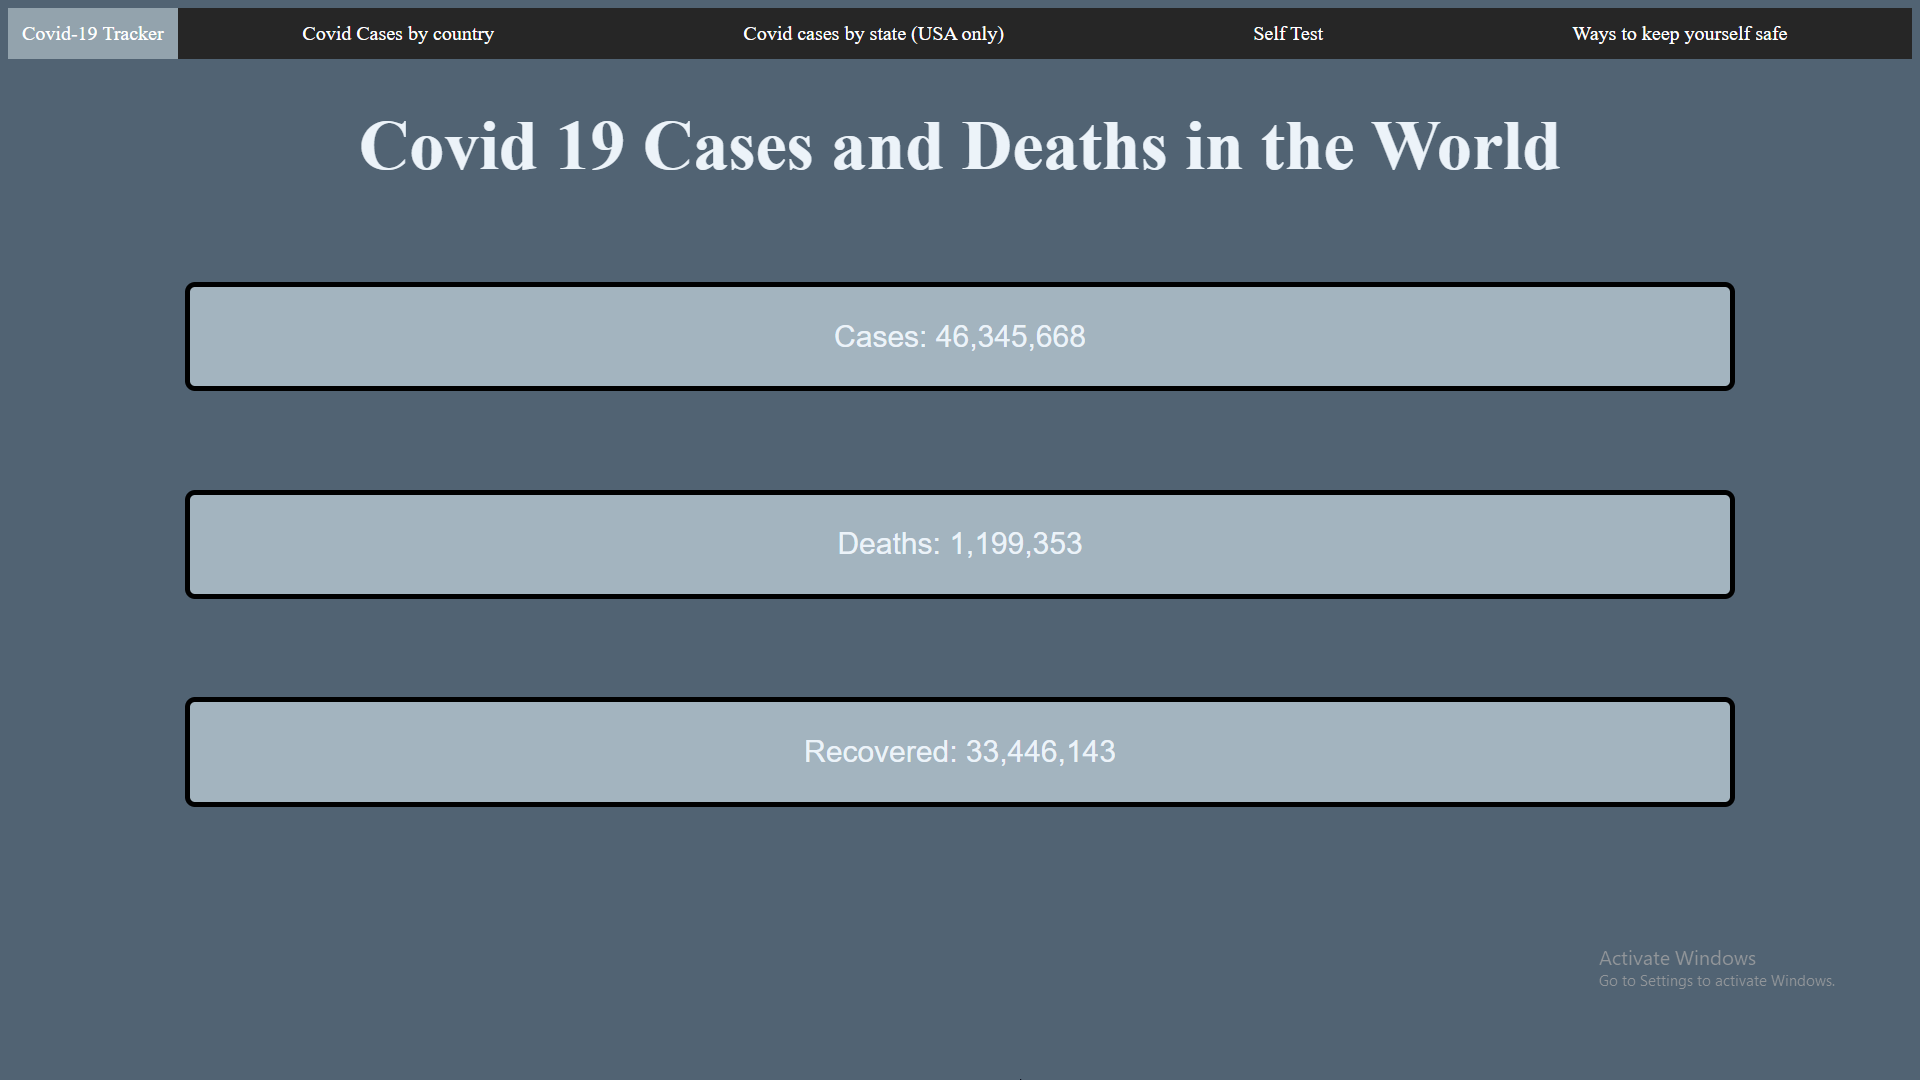 Covid-19 Tracker Covid Cases by country Covid cases by state (USA only) Self Test Ways to keep yourself safe
Covid 19 Cases and Deaths in the World
Cases: 46,345,668
Deaths: 1,199,353
Recovered: 33,446,143
Activate Windows
Go to Settings to activate Windows.